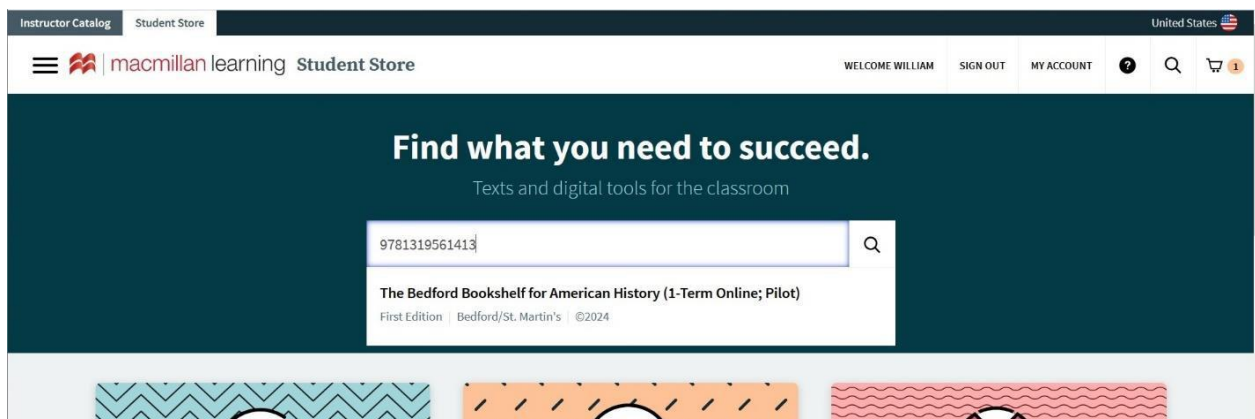 Instructor Catalog Student Store United States
macmillan learning Student Store WELCOME WILLIAM SIGN OUT MY ACCOUNT ? 1
Find what you need to succeed.
Texts and digital tools for the classroom
9781319561413
The Bedford Bookshelf for American History (1-Term Online; Pilot)
First Edition | Bedford/St. Martin's | ©2024